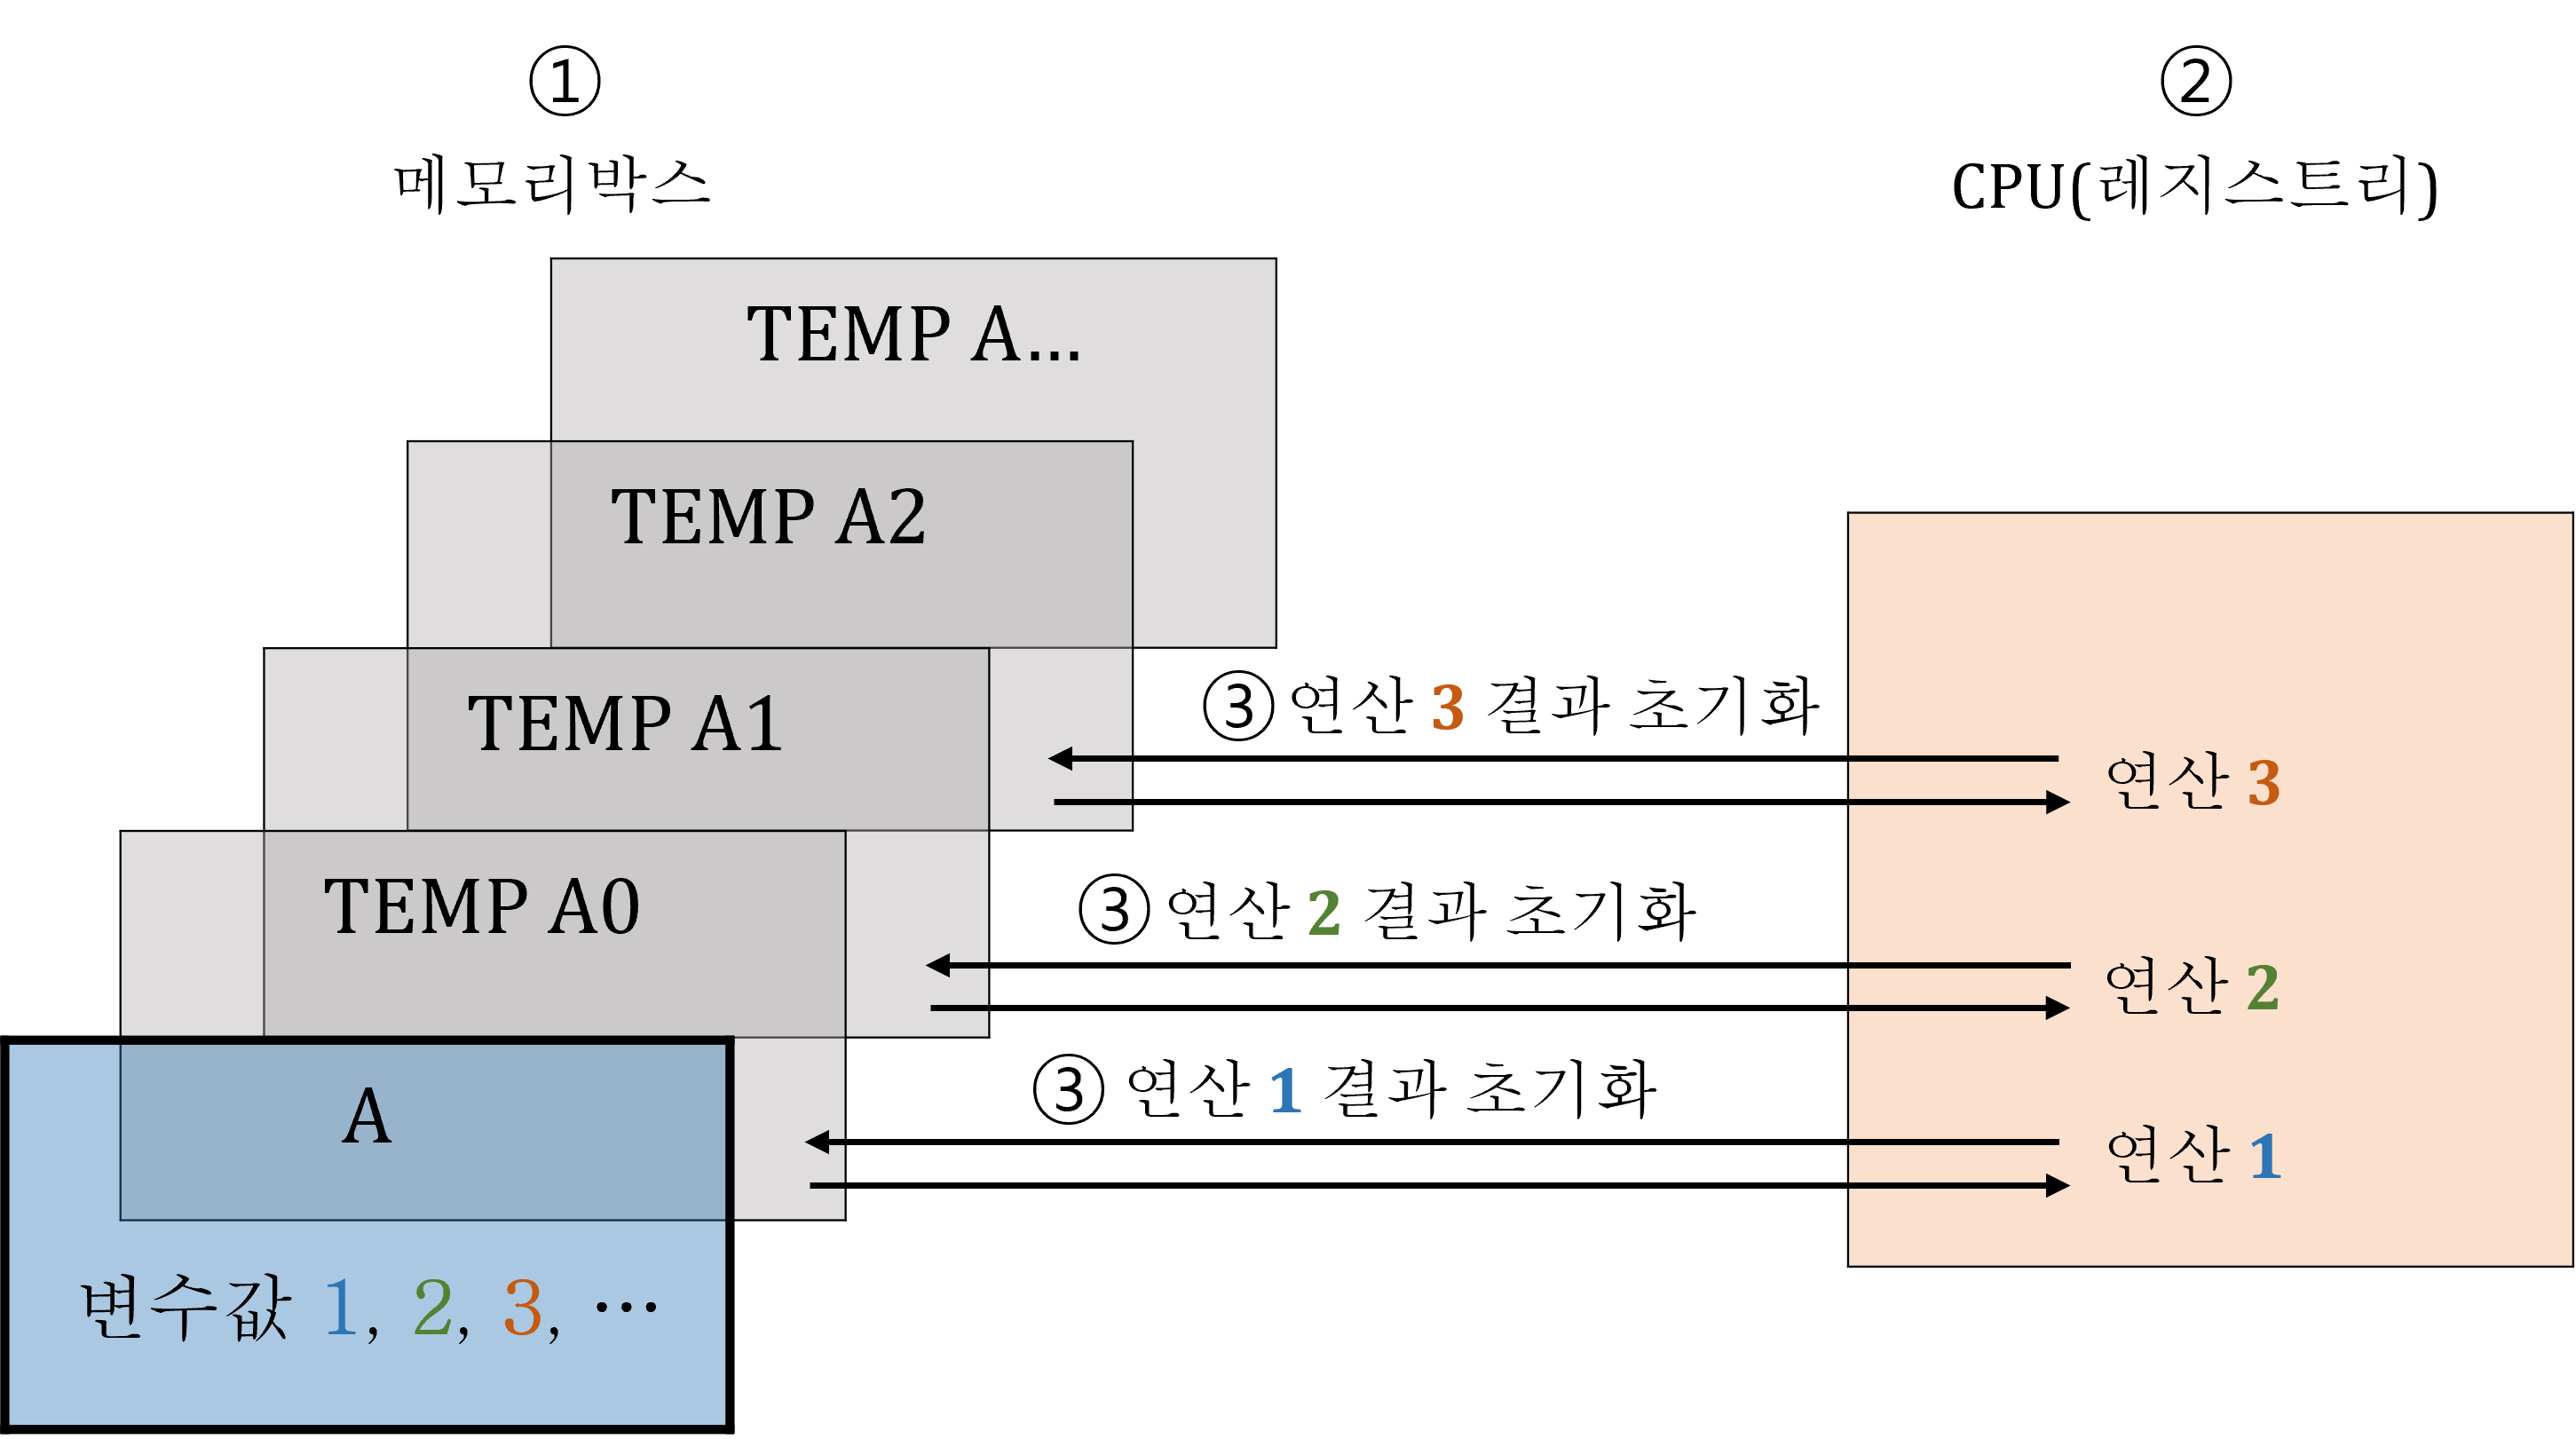 ①
메모리박스
②
CPU(레지스트리)
TEMP A...
TEMP A2
TEMP A1
TEMP A0
A
변수값 1, 2, 3, ⋯
③ 연산 3 결과 초기화
연산 3
③ 연산 2 결과 초기화
연산 2
③ 연산 1 결과 초기화
연산 1